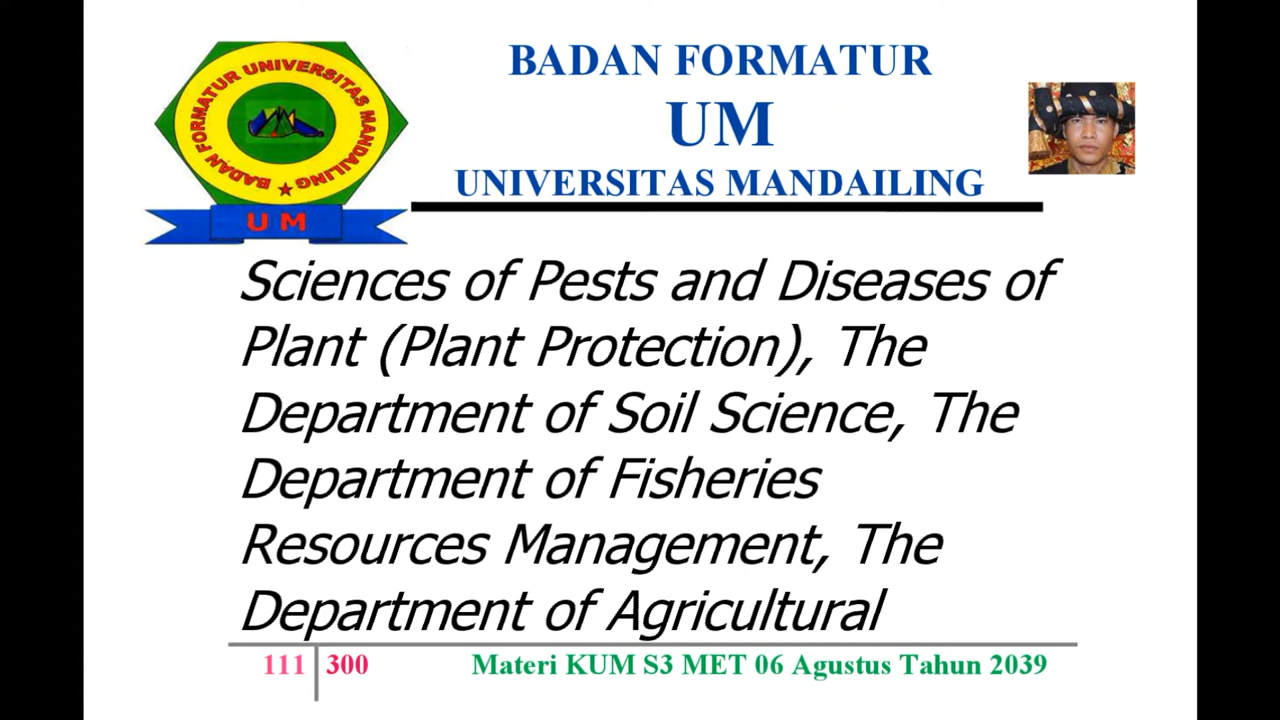 BADAN FORMATUR UNIVERSITAS MANDAILING
U M
BADAN FORMATUR
UM
UNIVERSITAS MANDAILING
Sciences of Pests and Diseases of
Plant (Plant Protection), The
Department of Soil Science, The
Department of Fisheries
Resources Management, The
Department of Agricultural
111 300 Materi KUM S3 MET 06 Agustus Tahun 2039